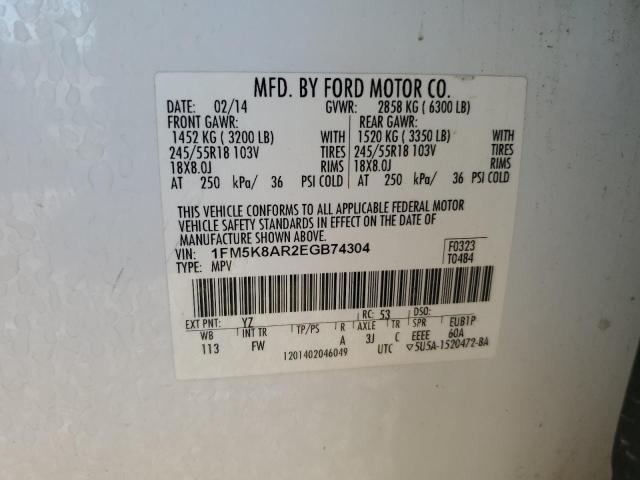 MFD. BY FORD MOTOR CO.
DATE: 02/14 GVWR: 2858 KG ( 6300 LB)
FRONT GAWR: REAR GAWR:
1452 KG ( 3200 LB) WITH 1520 KG ( 3350 LB) WITH
245/55R18 103V TIRES 245/55R18 103V TIRES
18X8.0J RIMS 18X8.0J RIMS
AT 250 kPa/ 36 PSI COLD AT 250 kPa/ 36 PSI COLD
THIS VEHICLE CONFORMS TO ALL APPLICABLE FEDERAL MOTOR
VEHICLE SAFETY STANDARDS IN EFFECT ON THE DATE OF
MANUFACTURE SHOWN ABOVE.
VIN: 1FM5K8AR2EGB74304 F0323
TYPE: MPV T0484
EXT PNT: YZ RC: 53 DSO:
WB INT TR TP/PS R AXLE TR SPR EUB1P
113 FW A 3J C EEEE 60A
1201402046049 UTC ▽5U5A-1520472-BA